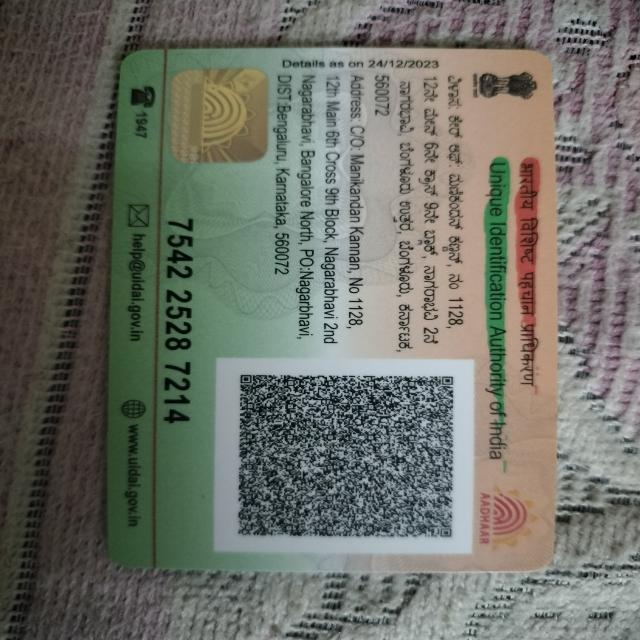 भारतीय विशिष्ट पहचान प्राधिकरण
Unique Identification Authority of India
AADHAAR
Details as on 24/12/2023
ವಿಳಾಸ: ಕೇರ್ ಆಫ್: ಮಣಿಕಂದನ್ ಕಣ್ಣನ್, ನಂ 1128,
12ನೇ ಮೇನ್ 6ನೇ ಕ್ರಾಸ್ 9ನೇ ಬ್ಲಾಕ್, ನಾಗರಾಭಾವಿ 2ನೆ
ನಾಗರಭಾವಿ, ಬೆಂಗಳೂರು ಉತ್ತರ, ಬೆಂಗಳೂರು, ಕರ್ನಾಟಕ,
560072
Address: C/O: Manikandan Kannan, No 1128,
12th Main 6th Cross 9th Block, Nagarabhavi 2nd
Nagarabhavi, Bangalore North, PO:Nagarbhavi,
DIST:Bengaluru, Karnataka, 560072
7542 2528 7214
1947
help@uidai.gov.in
www.uidai.gov.in